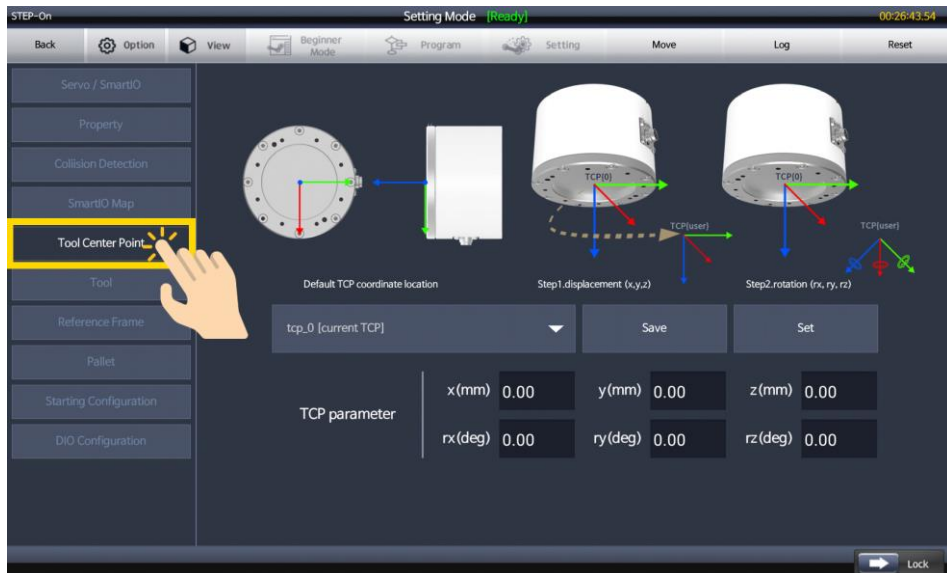 STEP-On
Setting Mode [Ready]
00:26:43.54
Back
Option
View
Beginner
Mode
Program
Setting
Move
Log
Reset
Servo / SmartIO
Property
Collision Detection
SmartIO Map
Tool Center Point
Tool
Reference Frame
Pallet
Starting Configuration
DIO Configuration
TCP(0)
TCP(user)
TCP(0)
TCP(user)
Default TCP coordinate location
Step1.displacement (x,y,z)
Step2.rotation (rx, ry, rz)
tcp_0 [current TCP]
Save
Set
TCP parameter
x(mm) 0.00
y(mm) 0.00
z(mm) 0.00
rx(deg) 0.00
ry(deg) 0.00
rz(deg) 0.00
Lock